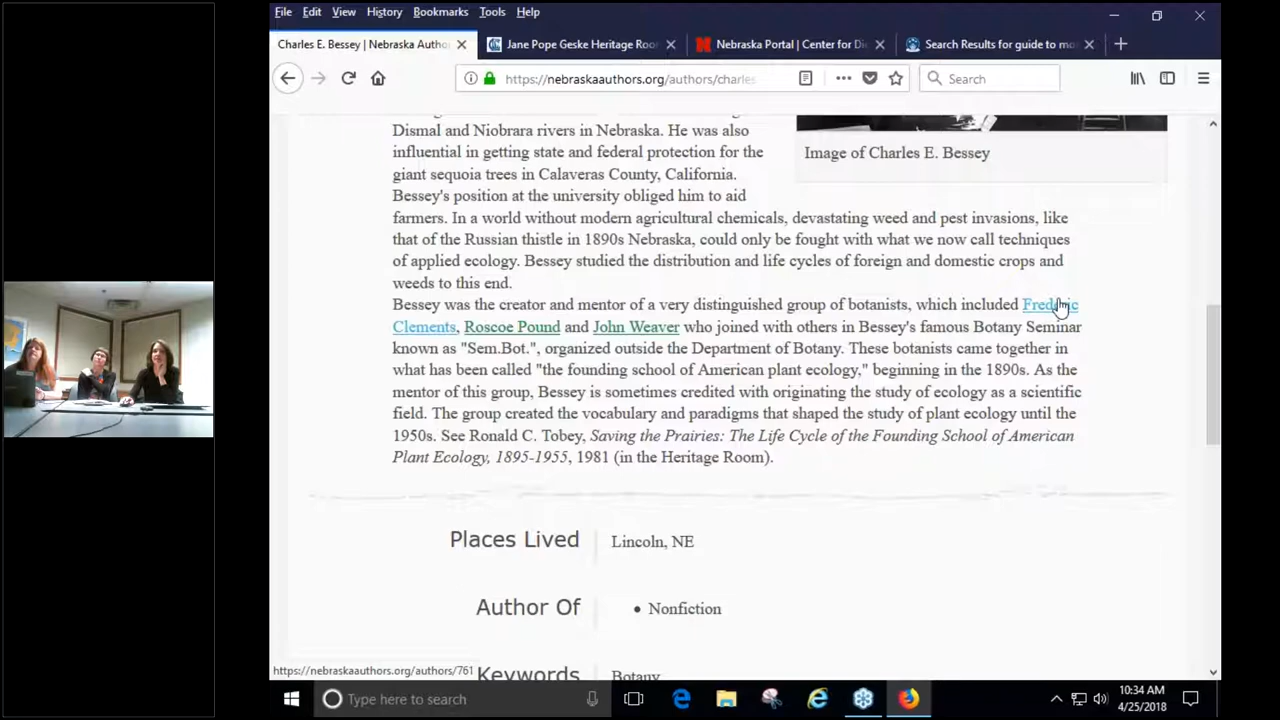 File Edit View History Bookmarks Tools Help
Charles E. Bessey | Nebraska Autho
Jane Pope Geske Heritage Roo
Nebraska Portal | Center for Di
Search Results for guide to mo
https://nebraskaauthors.org/authors/charles-
Search
Dismal and Niobrara rivers in Nebraska. He was also
influential in getting state and federal protection for the
giant sequoia trees in Calaveras County, California.
Image of Charles E. Bessey
Bessey's position at the university obliged him to aid
farmers. In a world without modern agricultural chemicals, devastating weed and pest invasions, like
that of the Russian thistle in 1890s Nebraska, could only be fought with what we now call techniques
of applied ecology. Bessey studied the distribution and life cycles of foreign and domestic crops and
weeds to this end.
Bessey was the creator and mentor of a very distinguished group of botanists, which included Frederic
Clements, Roscoe Pound and John Weaver who joined with others in Bessey's famous Botany Seminar
known as "Sem.Bot.", organized outside the Department of Botany. These botanists came together in
what has been called "the founding school of American plant ecology," beginning in the 1890s. As the
mentor of this group, Bessey is sometimes credited with originating the study of ecology as a scientific
field. The group created the vocabulary and paradigms that shaped the study of plant ecology until the
1950s. See Ronald C. Tobey, Saving the Prairies: The Life Cycle of the Founding School of American
Plant Ecology, 1895-1955, 1981 (in the Heritage Room).
Places Lived
Lincoln, NE
Author Of
• Nonfiction
Keywords
Botany
https://nebraskaauthors.org/authors/761
Type here to search
10:34 AM
4/25/2018